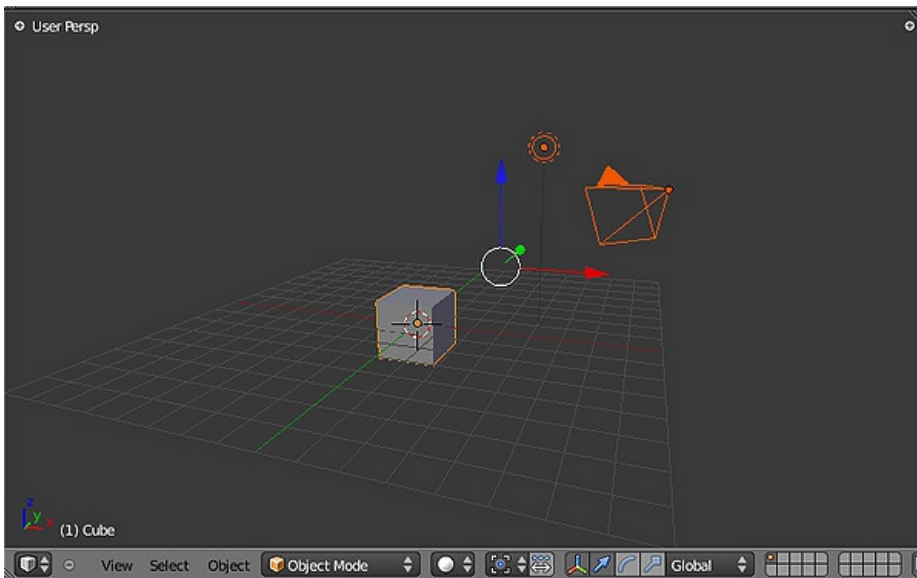 User Persp
z
y
x
(1) Cube
View Select Object Object Mode Global